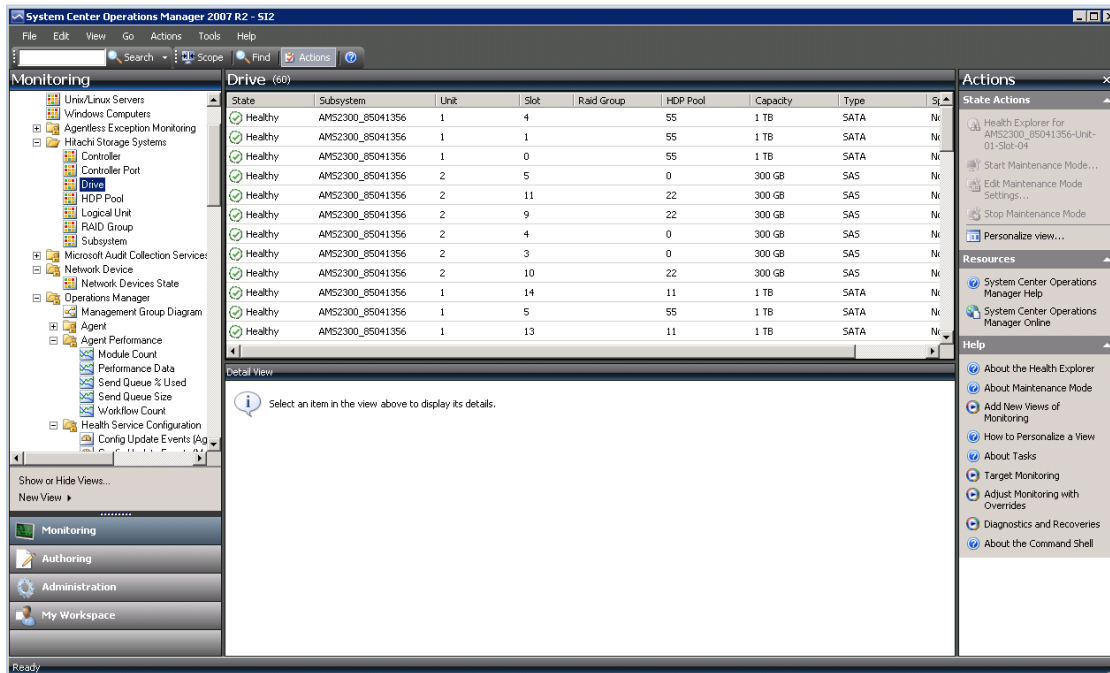 System Center Operations Manager 2007 R2 - SI2
File Edit View Go Actions Tools Help
Search Scope Find Actions
Monitoring
Unix/Linux Servers
Windows Computers
Agentless Exception Monitoring
Hitachi Storage Systems
Controller
Controller Port
Drive
HDP Pool
Logical Unit
RAID Group
Subsystem
Microsoft Audit Collection Services
Network Device
Network Devices State
Operations Manager
Management Group Diagram
Agent
Agent Performance
Module Count
Performance Data
Send Queue % Used
Send Queue Size
Workflow Count
Health Service Configuration
Config Update Events (Ag
Show or Hide Views...
New View
Monitoring
Authoring
Administration
My Workspace
Ready
Drive (60)
State Subsystem Unit Slot Raid Group HDP Pool Capacity Type
Healthy AMS2300_85041356 1 4 55 1 TB SATA
Healthy AMS2300_85041356 1 1 55 1 TB SATA
Healthy AMS2300_85041356 1 0 55 1 TB SATA
Healthy AMS2300_85041356 2 5 0 300 GB SAS
Healthy AMS2300_85041356 2 11 22 300 GB SAS
Healthy AMS2300_85041356 2 9 22 300 GB SAS
Healthy AMS2300_85041356 2 4 0 300 GB SAS
Healthy AMS2300_85041356 2 3 0 300 GB SAS
Healthy AMS2300_85041356 2 10 22 300 GB SAS
Healthy AMS2300_85041356 1 14 11 1 TB SATA
Healthy AMS2300_85041356 1 5 55 1 TB SATA
Healthy AMS2300_85041356 1 13 11 1 TB SATA
Detail View
Select an item in the view above to display its details.
Actions
State Actions
Health Explorer for
AMS2300_85041356-Unit-
01-Slot-04
Start Maintenance Mode...
Edit Maintenance Mode
Settings...
Stop Maintenance Mode
Personalize view...
Resources
System Center Operations
Manager Help
System Center Operations
Manager Online
Help
About the Health Explorer
About Maintenance Mode
Add New Views of
Monitoring
How to Personalize a View
About Tasks
Target Monitoring
Adjust Monitoring with
Overrides
Diagnostics and Recoveries
About the Command Shell